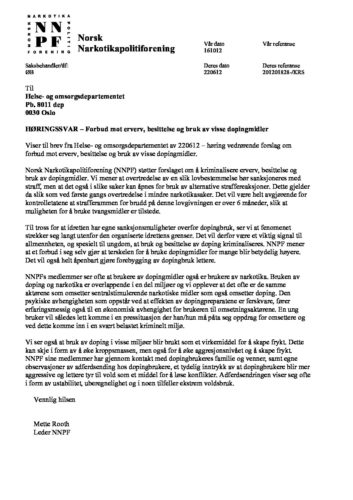 NARKOTIKA
NN
PF
FORENING
Norsk
Narkotikapolitiforening
Vår dato
161012
Vår referanse
Saksbehandler/tlf:
ØB
Deres dato
220612
Deres referanse
201201828-/KRS
Til
Helse- og omsorgsdepartementet
Pb. 8011 dep
0030 Oslo
HØRINGSSVAR – Forbud mot erverv, besittelse og bruk av visse dopingmidler
Viser til brev fra Helse- og omsorgsdepartementet av 220612 – høring vedrørende forslag om
forbud mot erverv, besittelse og bruk av visse dopingmidler.
Norsk Narkotikapolitiforening (NNPF) støtter forslaget om å kriminalisere erverv, besittelse og
bruk av dopingmidler. Vi mener at overtredelse av en slik lovbestemmelse bør sanksjoneres med
straff, men at det også i slike saker kan åpnes for bruk av alternative straffereaksjoner. Dette gjelder
da slik som ved første gangs overtredelse i mindre narkotikasaker. Det vil være helt avgjørende for
kontrolletatene at strafferammen for brudd på denne lovgivningen er over 6 måneder, slik at
muligheten for å bruke tvangsmidler er tilstede.
Til tross for at idretten har egne sanksjonsmuligheter overfor dopingbruk, ser vi at fenomenet
strekker seg langt utenfor den organiserte idrettens grenser. Det vil derfor være et viktig signal til
allmennheten, og spesielt til ungdom, at bruk og besittelse av doping kriminaliseres. NNPF mener
at et forbud i seg selv gjør at terskelen for å bruke dopingmidler for mange blir betydelig høyere.
Det vil også helt åpenbart gjøre forebygging av dopingbruk lettere.
NNPFs medlemmer ser ofte at brukere av dopingmidler også er brukere av narkotika. Bruken av
doping og narkotika er overlappende i en del miljøer og vi opplever at det ofte er de samme
aktørene som omsetter sentralstimulerende narkotiske midler som også omsetter doping. Den
psykiske avhengigheten som oppstår ved at effekten av dopingpreparatene er ferskvare, fører
erfaringsmessig også til en økonomisk avhengighet for brukeren til omsetningsaktørene. En ung
bruker vil således lett komme i en pressituasjon der han/hun må påta seg oppdrag for omsettere og
ved dette komme inn i en svært belastet kriminelt miljø.
Vi ser også at bruk av doping i visse miljøer blir brukt som et virkemiddel for å skape frykt. Dette
kan skje i form av å øke kroppsmassen, men også for å øke aggresjonsnivået og å skape frykt.
NNPF sine medlemmer har gjennom kontakt med dopingbrukeres familie og venner, samt egne
observasjoner av adferdsendring hos dopingbrukere, et tydelig inntrykk av at dopingbrukere blir mer
aggressive og lettere tyr til vold som et middel for å løse konflikter. Adferdsendringen viser seg ofte
i form av ustabilitet, uberegnelighet og i noen tilfeller ekstrem voldsbruk.
Vennlig hilsen
Mette Rooth
Leder NNPF